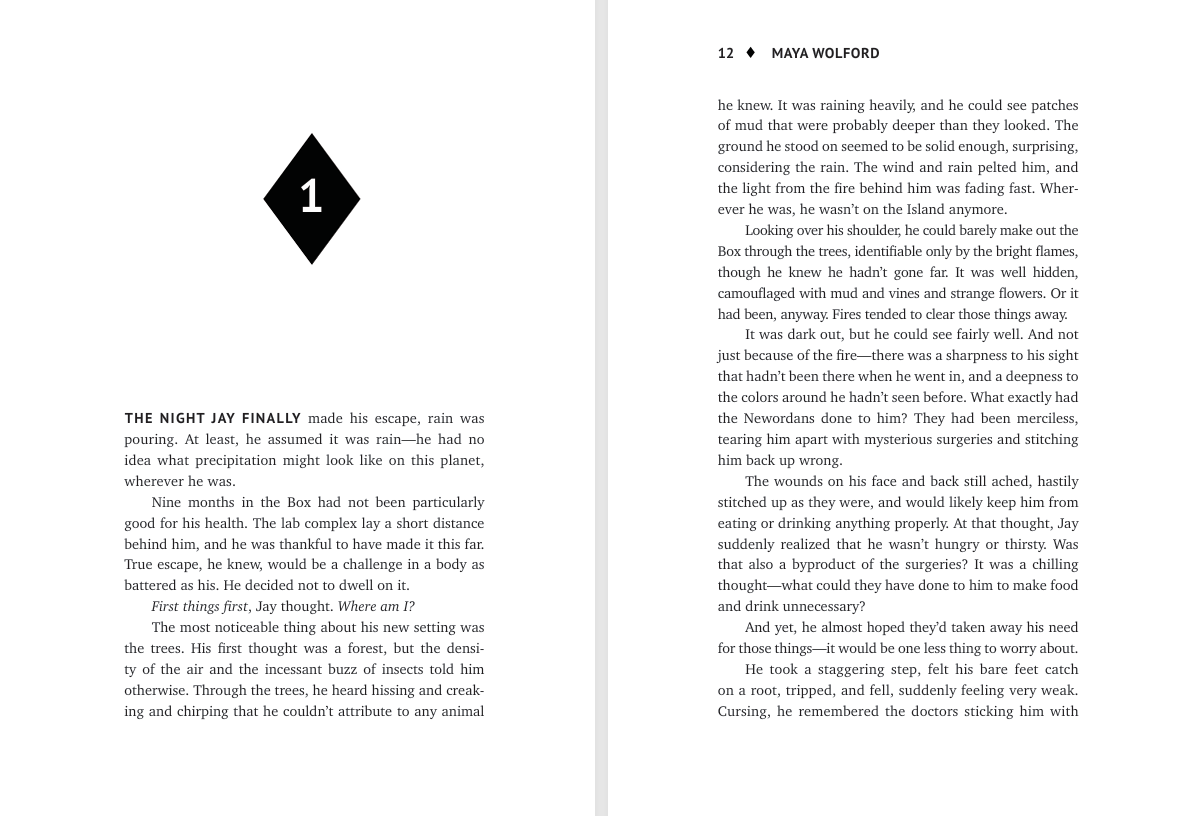 1
THE NIGHT JAY FINALLY made his escape, rain was
pouring. At least, he assumed it was rain—he had no
idea what precipitation might look like on this planet,
wherever he was.
Nine months in the Box had not been particularly
good for his health. The lab complex lay a short distance
behind him, and he was thankful to have made it this far.
True escape, he knew, would be a challenge in a body as
battered as his. He decided not to dwell on it.
First things first, Jay thought. Where am I?
The most noticeable thing about his new setting was
the trees. His first thought was a forest, but the densi-
ty of the air and the incessant buzz of insects told him
otherwise. Through the trees, he heard hissing and creak-
ing and chirping that he couldn’t attribute to any animal
12 ♦ MAYA WOLFORD
he knew. It was raining heavily, and he could see patches
of mud that were probably deeper than they looked. The
ground he stood on seemed to be solid enough, surprising,
considering the rain. The wind and rain pelted him, and
the light from the fire behind him was fading fast. Wher-
ever he was, he wasn’t on the Island anymore.
Looking over his shoulder, he could barely make out the
Box through the trees, identifiable only by the bright flames,
though he knew he hadn’t gone far. It was well hidden,
camouflaged with mud and vines and strange flowers. Or it
had been, anyway. Fires tended to clear those things away.
It was dark out, but he could see fairly well. And not
just because of the fire—there was a sharpness to his sight
that hadn’t been there when he went in, and a deepness to
the colors around he hadn’t seen before. What exactly had
the Newordans done to him? They had been merciless,
tearing him apart with mysterious surgeries and stitching
him back up wrong.
The wounds on his face and back still ached, hastily
stitched up as they were, and would likely keep him from
eating or drinking anything properly. At that thought, Jay
suddenly realized that he wasn’t hungry or thirsty. Was
that also a byproduct of the surgeries? It was a chilling
thought—what could they have done to him to make food
and drink unnecessary?
And yet, he almost hoped they’d taken away his need
for those things—it would be one less thing to worry about.
He took a staggering step, felt his bare feet catch
on a root, tripped, and fell, suddenly feeling very weak.
Cursing, he remembered the doctors sticking him with